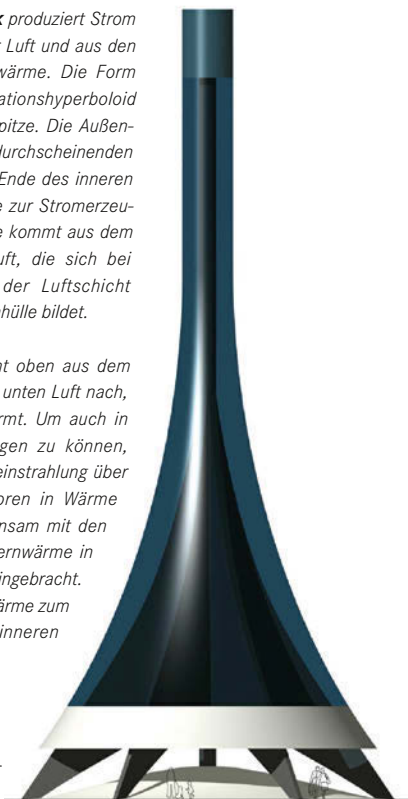 produziert Strom
Luft und aus den
wärme. Die Form
ationshyperboloid
pitze. Die Außen-
durchscheinenden
Ende des inneren
e zur Stromerzeu-
e kommt aus dem
uft, die sich bei
der Luftschicht
hülle bildet.
nt oben aus dem
unten Luft nach,
rmt. Um auch in
gen zu können,
einstrahlung über
oren in Wärme
nsam mit den
ernwärme in
ingebracht.
ärme zum
inneren